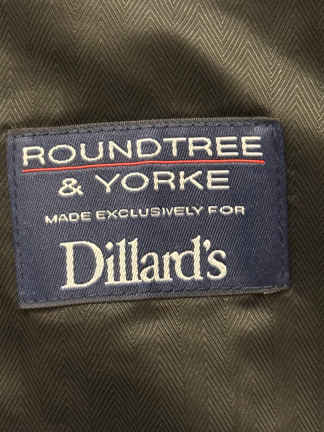 ROUNDTREE
& YORKE
MADE EXCLUSIVELY FOR
Dillard's